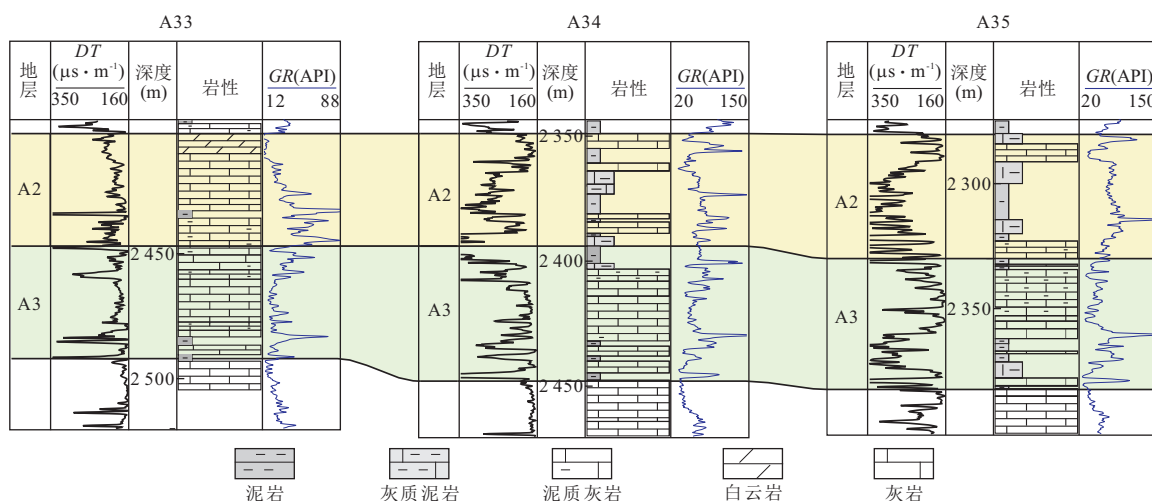 A33
A34
A35
地层
DT
(μs·m⁻¹)
350 160
深度
(m)
岩性
GR(API)
12 88
地层
DT
(μs·m⁻¹)
350 160
深度
(m)
岩性
GR(API)
20 150
地层
DT
(μs·m⁻¹)
350 160
深度
(m)
岩性
GR(API)
20 150
A2
A3
2 450
2 500
A2
A3
2 350
2 400
2 450
A2
A3
2 300
2 350
泥岩
灰质泥岩
泥质灰岩
白云岩
灰岩